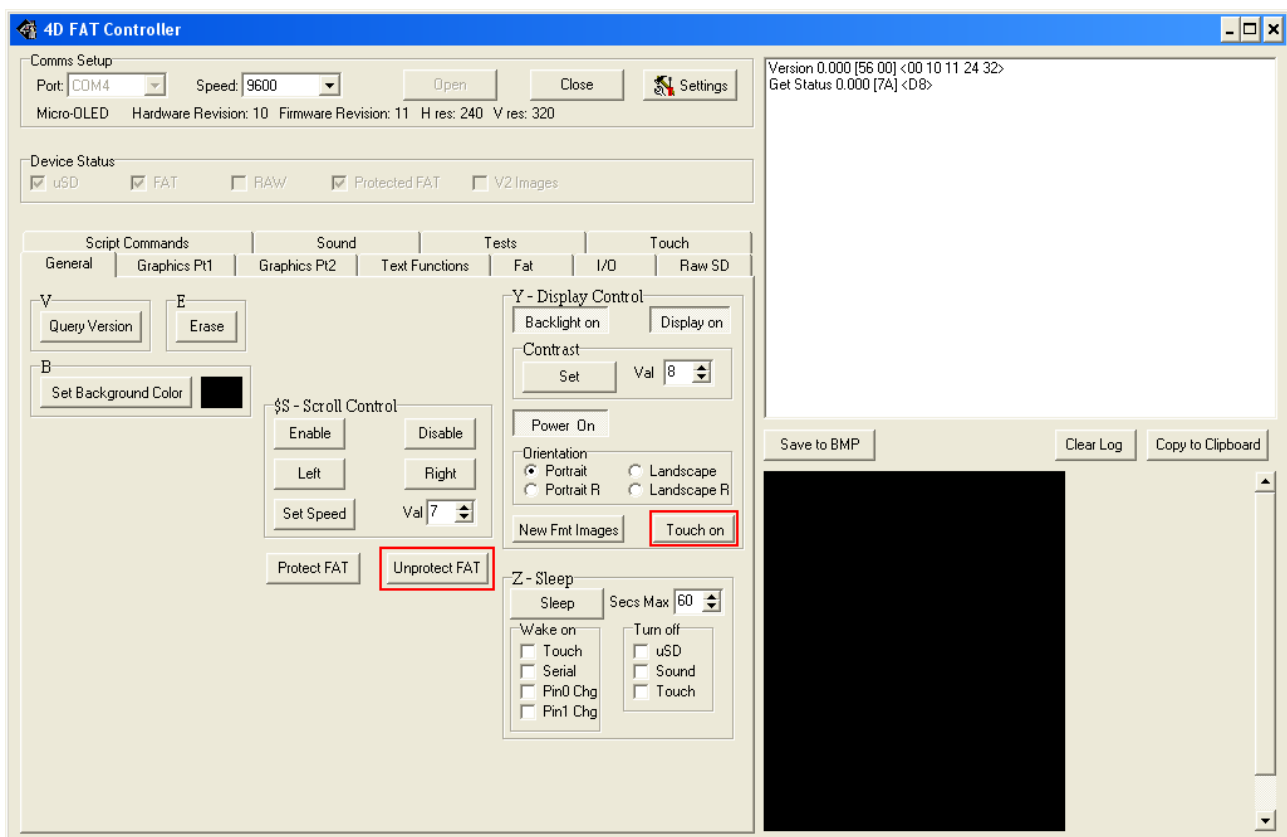 4D FAT Controller
Comms Setup
Port: COM4 Speed: 9600 Open Close Settings
Micro-OLED Hardware Revision: 10 Firmware Revision: 11 H res: 240 V res: 320
Device Status
uSD FAT RAW Protected FAT V2 Images
Script Commands Sound Tests Touch
General Graphics Pt1 Graphics Pt2 Text Functions Fat I/O Raw SD
V
Query Version
E
Erase
B
Set Background Color
$S - Scroll Control
Enable Disable
Left Right
Set Speed Val 7
Protect FAT Unprotect FAT
Y - Display Control
Backlight on Display on
Contrast
Set Val 8
Power On
Orientation
Portrait Landscape
Portrait R Landscape R
New Fmt Images Touch on
Z - Sleep
Sleep Secs Max 60
Wake on
Touch
Serial
Pin0 Chg
Pin1 Chg
Turn off
uSD
Sound
Touch
Version 0.000 [56 00] <00 10 11 24 32>
Get Status 0.000 [7A] <D8>
Save to BMP Clear Log Copy to Clipboard